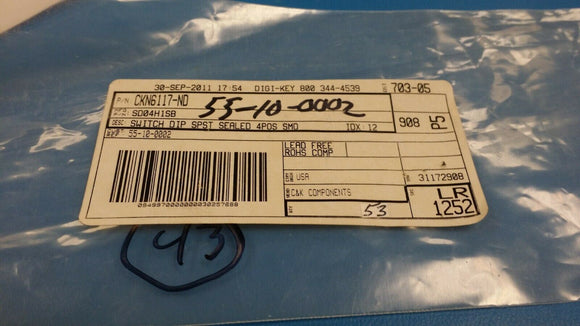 30-SEP-2011 17 54 DIGI-KEY 800 344-4539
703-05
P/N CKN6117-ND
55-10-0002
SD04H1SB
DESC: SWITCH DIP SPST SEALED 4POS SMD IDX: 12
908 P5
55-10-0002
LEAD FREE
ROHS COMP
USA
31172908
C&K COMPONENTS
LR
1252
53
43